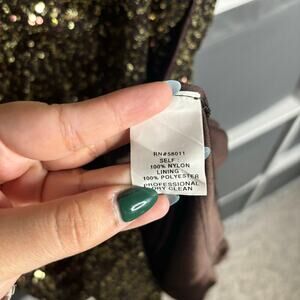 RN#58011
SELF
100% NYLON
LINING
100% POLYESTER
PROFESSIONAL
DRY CLEAN